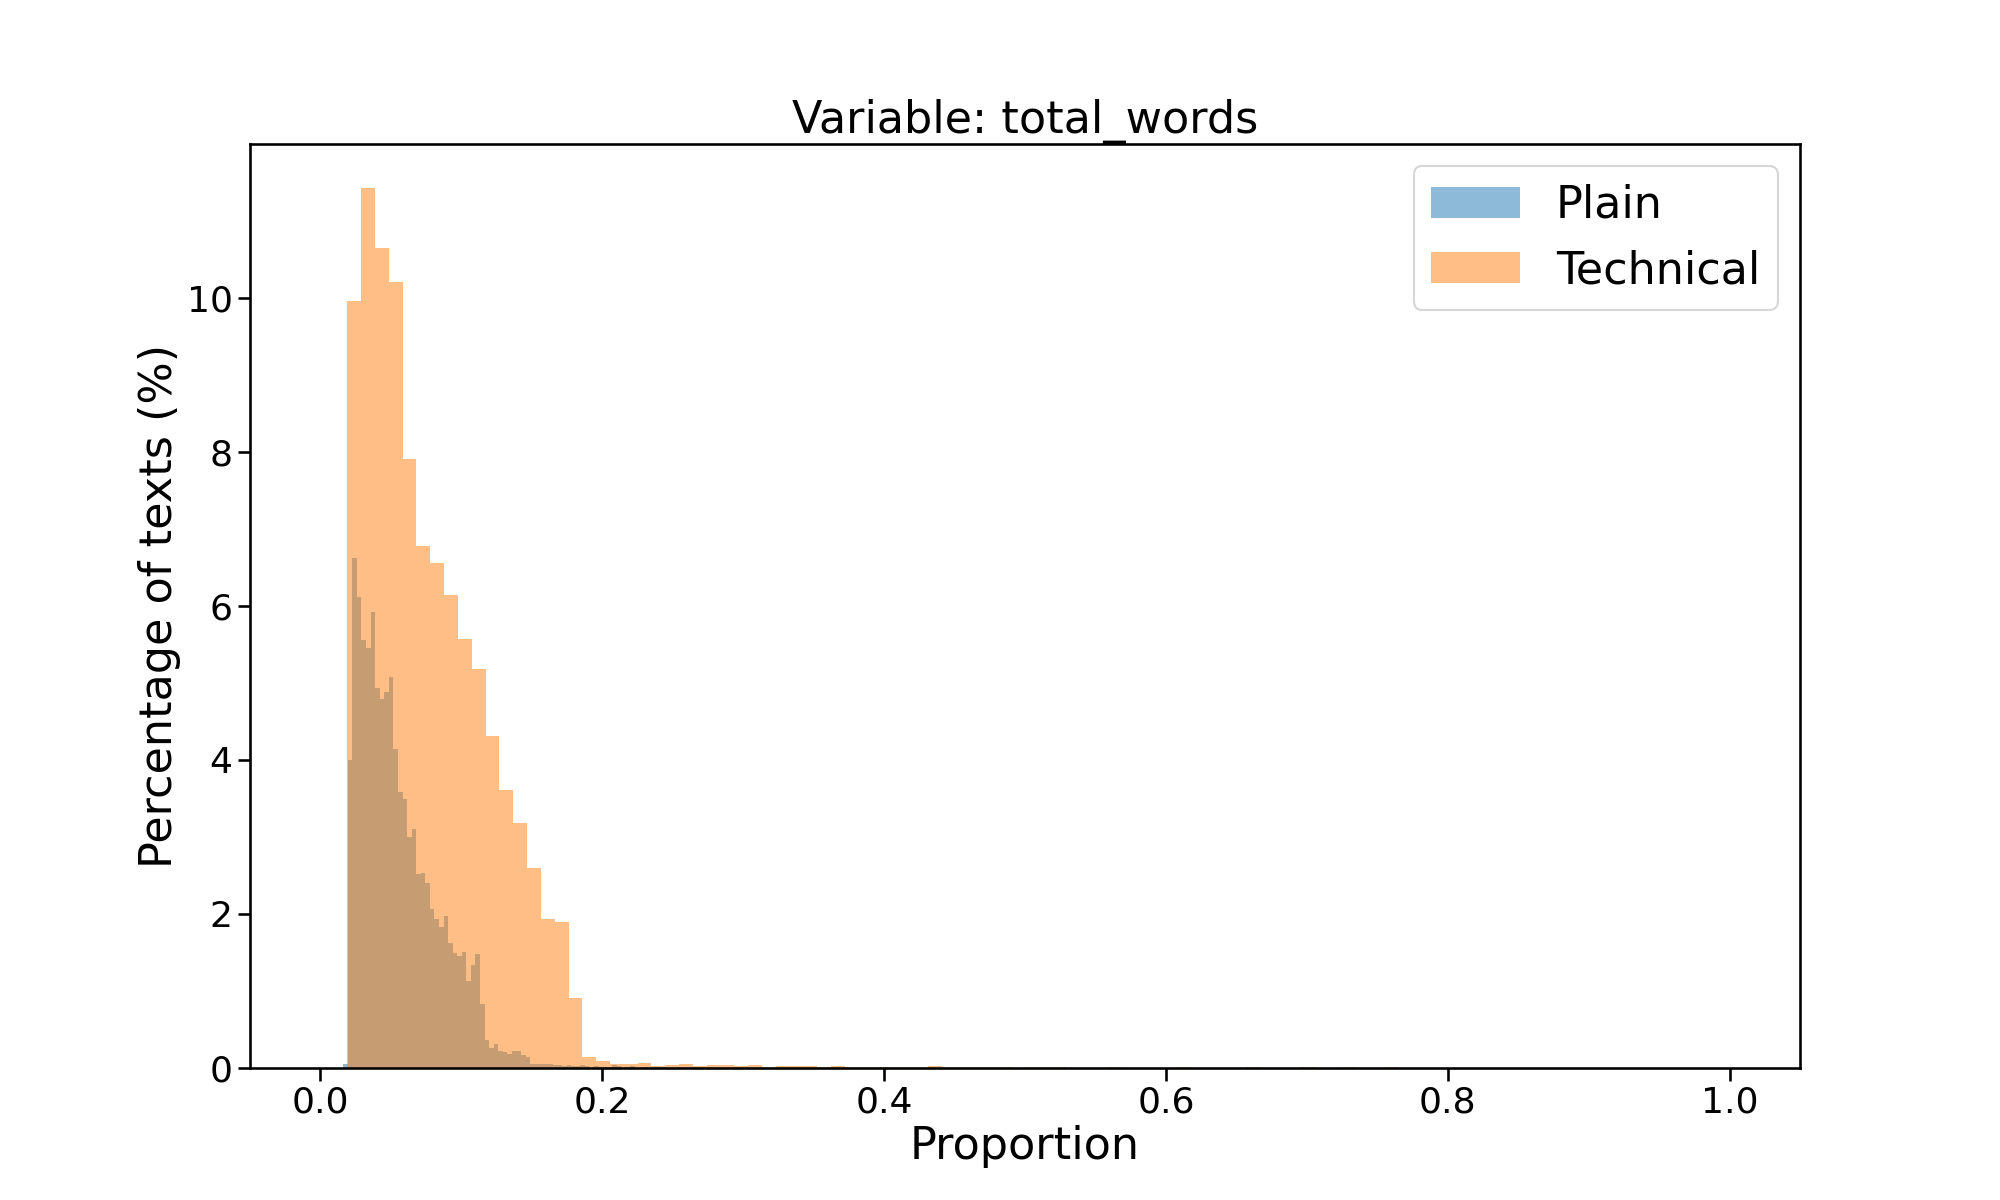 Variable: total_words
Plain
Technical
Percentage of texts (%)
10
8
6
4
2
0
0.0 0.2 0.4 0.6 0.8 1.0
Proportion